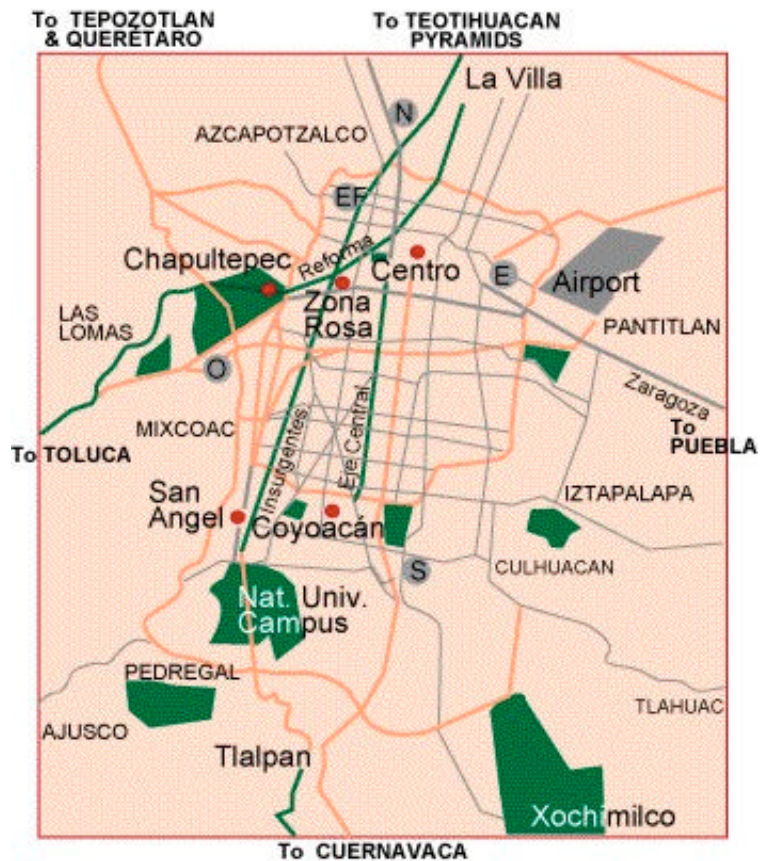 To TEPOZOTLAN
& QUERÉTARO
To TEOTIHUACAN
PYRAMIDS
La Villa
N
AZCAPOTZALCO
EF
Reforma
Chapultepec
Centro
E
Airport
Zona
Rosa
LAS
LOMAS
PANTITLAN
O
Zaragoza
MIXCOAC
To
PUEBLA
To TOLUCA
Insurgentes
Eje Central
San
Angel
IZTAPALAPA
Coyoacán
S
CULHUACAN
Nat. Univ.
Campus
PEDREGAL
TLAHUAC
AJUSCO
Tlalpan
Xochimilco
To CUERNAVACA